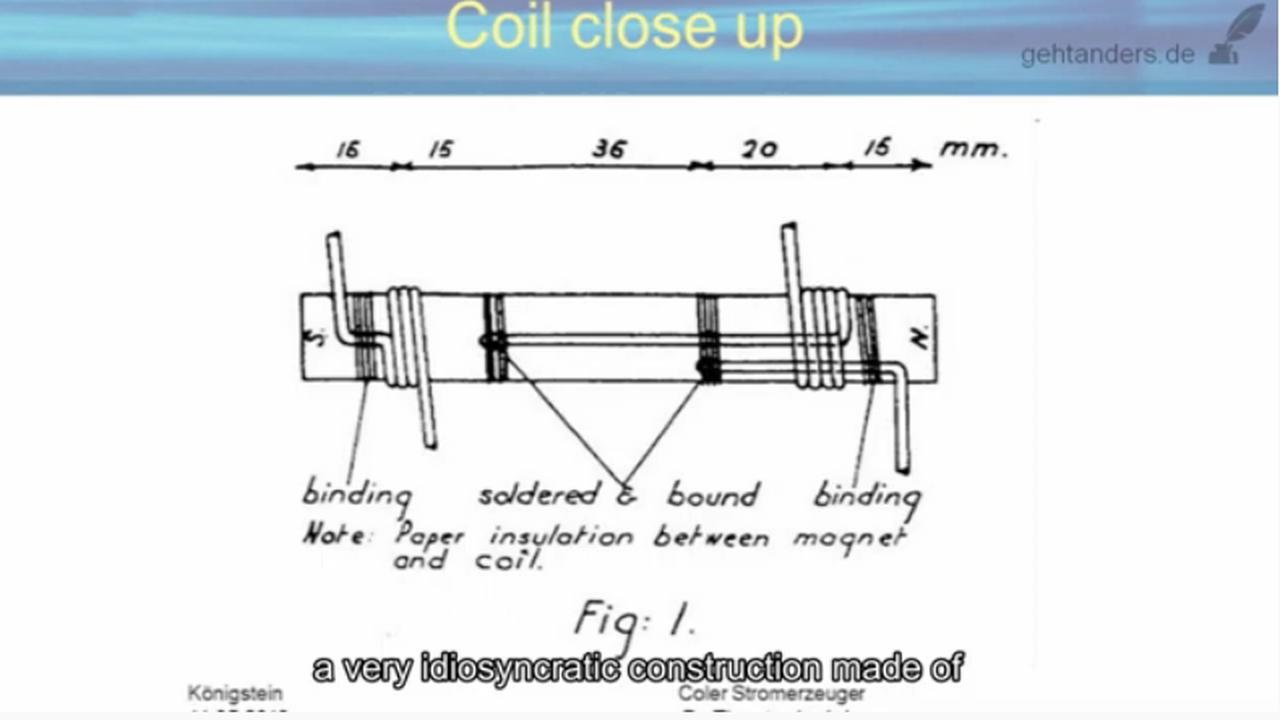 Coil close up
gehtanders.de
16 15 36 20 15 mm.
S. N.
binding soldered & bound binding
Note: Paper insulation between magnet
and coil.
Fig: 1.
a very idiosyncratic construction made of
Königstein Coler Stromerzeuger